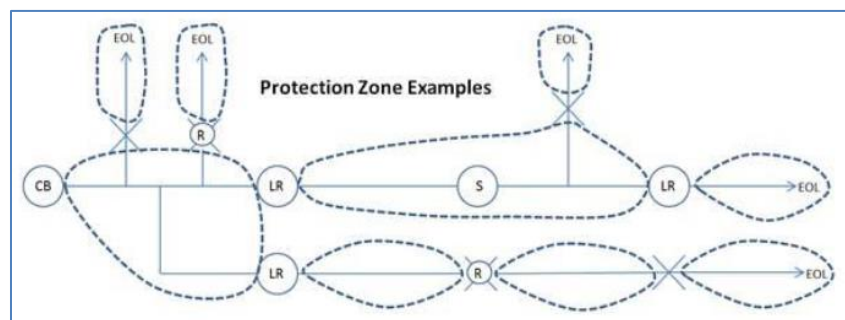 EOL
EOL
EOL
Protection Zone Examples
R
CB
LR
S
LR
EOL
LR
R
EOL